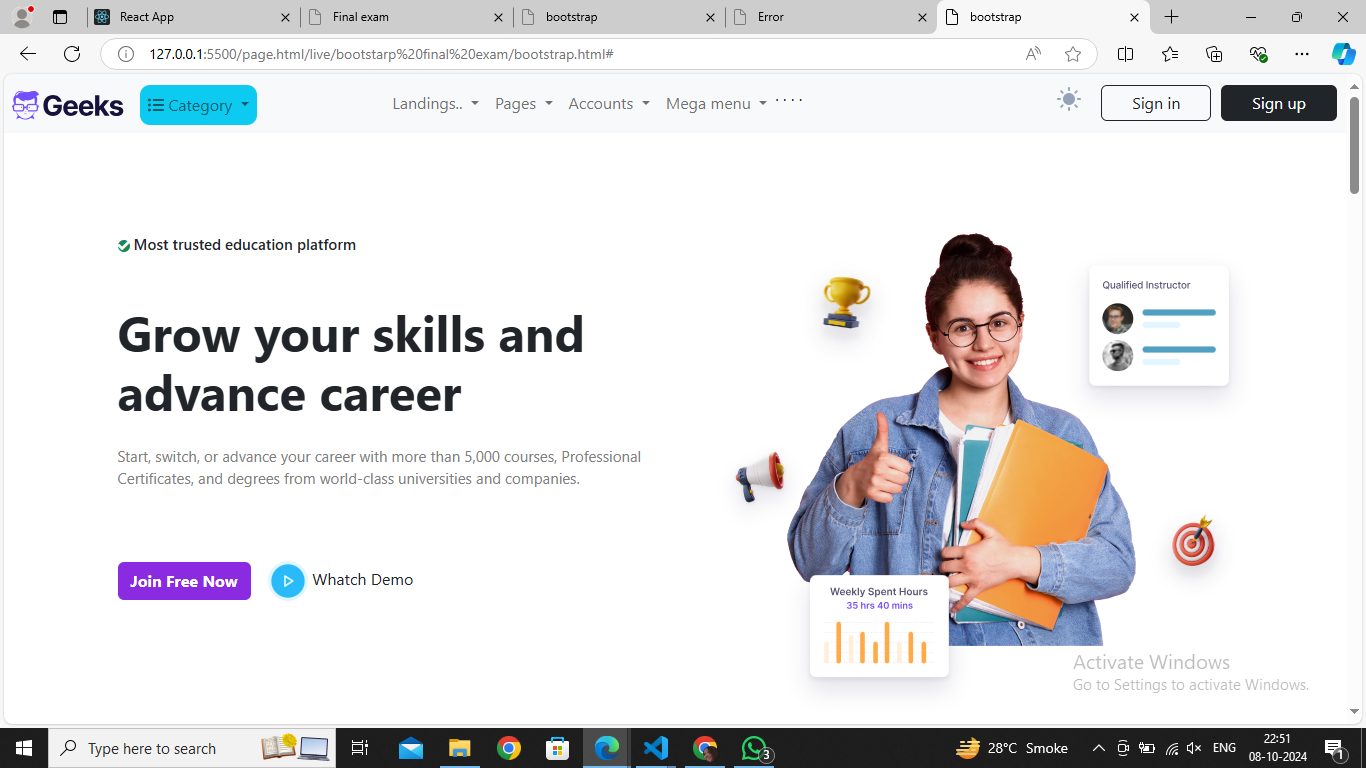 React App
Final exam
bootstrap
Error
bootstrap
127.0.0.1:5500/page.html/live/bootstarp%20final%20exam/bootstrap.html#
Geeks
Category
Landings..
Pages
Accounts
Mega menu
....
Sign in
Sign up
Most trusted education platform
Grow your skills and
advance career
Start, switch, or advance your career with more than 5,000 courses, Professional
Certificates, and degrees from world-class universities and companies.
Join Free Now
Whatch Demo
Qualified Instructor
Weekly Spent Hours
35 hrs 40 mins
Activate Windows
Go to Settings to activate Windows.
Type here to search
3
28°C Smoke
ENG
22:51
08-10-2024
1